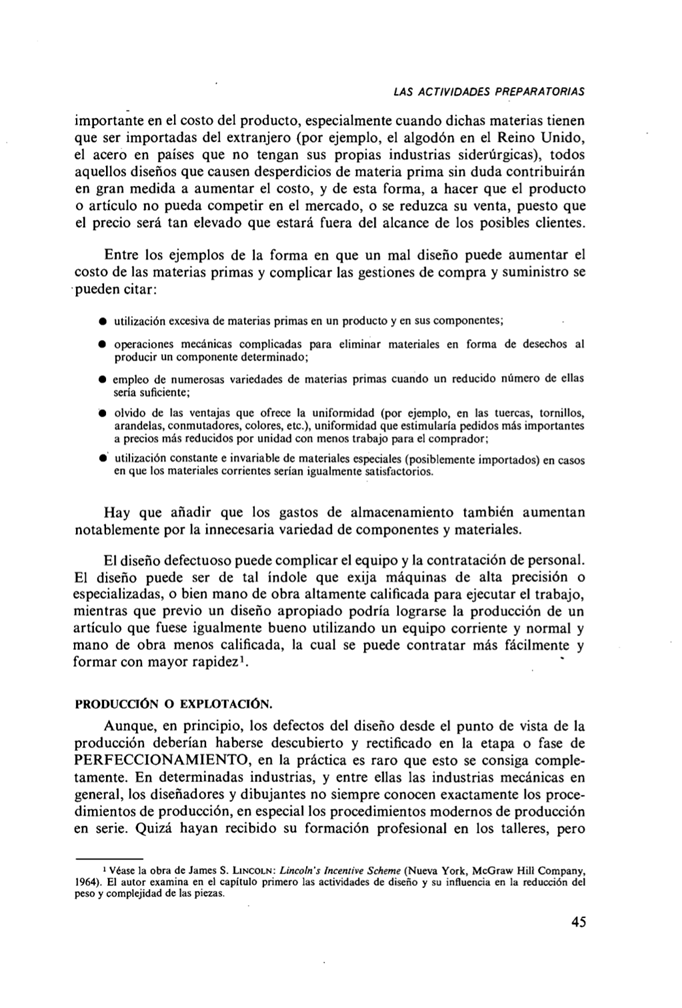 LAS ACTIVIDADES PREPARATORIAS
importante en el costo del producto, especialmente cuando dichas materias tienen
que ser importadas del extranjero (por ejemplo, el algodón en el Reino Unido,
el acero en países que no tengan sus propias industrias siderúrgicas), todos
aquellos diseños que causen desperdicios de materia prima sin duda contribuirán
en gran medida a aumentar el costo, y de esta forma, a hacer que el producto
o artículo no pueda competir en el mercado, o se reduzca su venta, puesto que
el precio será tan elevado que estará fuera del alcance de los posibles clientes.
Entre los ejemplos de la forma en que un mal diseño puede aumentar el
costo de las materias primas y complicar las gestiones de compra y suministro se
pueden citar:
● utilización excesiva de materias primas en un producto y en sus componentes;
● operaciones mecánicas complicadas para eliminar materiales en forma de desechos al
producir un componente determinado;
● empleo de numerosas variedades de materias primas cuando un reducido número de ellas
sería suficiente;
● olvido de las ventajas que ofrece la uniformidad (por ejemplo, en las tuercas, tornillos,
arandelas, conmutadores, colores, etc.), uniformidad que estimularía pedidos más importantes
a precios más reducidos por unidad con menos trabajo para el comprador;
● utilización constante e invariable de materiales especiales (posiblemente importados) en casos
en que los materiales corrientes serían igualmente satisfactorios.
Hay que añadir que los gastos de almacenamiento también aumentan
notablemente por la innecesaria variedad de componentes y materiales.
El diseño defectuoso puede complicar el equipo y la contratación de personal.
El diseño puede ser de tal índole que exija máquinas de alta precisión o
especializadas, o bien mano de obra altamente calificada para ejecutar el trabajo,
mientras que previo un diseño apropiado podría lograrse la producción de un
artículo que fuese igualmente bueno utilizando un equipo corriente y normal y
mano de obra menos calificada, la cual se puede contratar más fácilmente y
formar con mayor rapidez¹.
PRODUCCIÓN O EXPLOTACIÓN.
Aunque, en principio, los defectos del diseño desde el punto de vista de la
producción deberían haberse descubierto y rectificado en la etapa o fase de
PERFECCIONAMIENTO, en la práctica es raro que esto se consiga comple-
tamente. En determinadas industrias, y entre ellas las industrias mecánicas en
general, los diseñadores y dibujantes no siempre conocen exactamente los proce-
dimientos de producción, en especial los procedimientos modernos de producción
en serie. Quizá hayan recibido su formación profesional en los talleres, pero
¹ Véase la obra de James S. LINCOLN: Lincoln's Incentive Scheme (Nueva York, McGraw Hill Company,
1964). El autor examina en el capítulo primero las actividades de diseño y su influencia en la reducción del
peso y complejidad de las piezas.
45